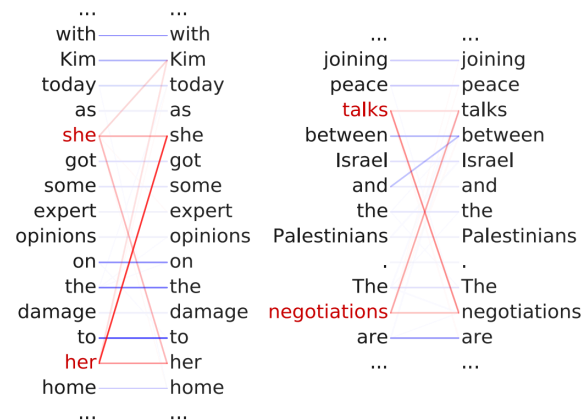 ... ...
with with
Kim Kim
today today
as as
she she
got got
some some
expert expert
opinions opinions
on on
the the
damage damage
to to
her her
home home
... ...
... ...
joining joining
peace peace
talks talks
between between
Israel Israel
and and
the the
Palestinians Palestinians
. .
The The
negotiations negotiations
are are
... ...